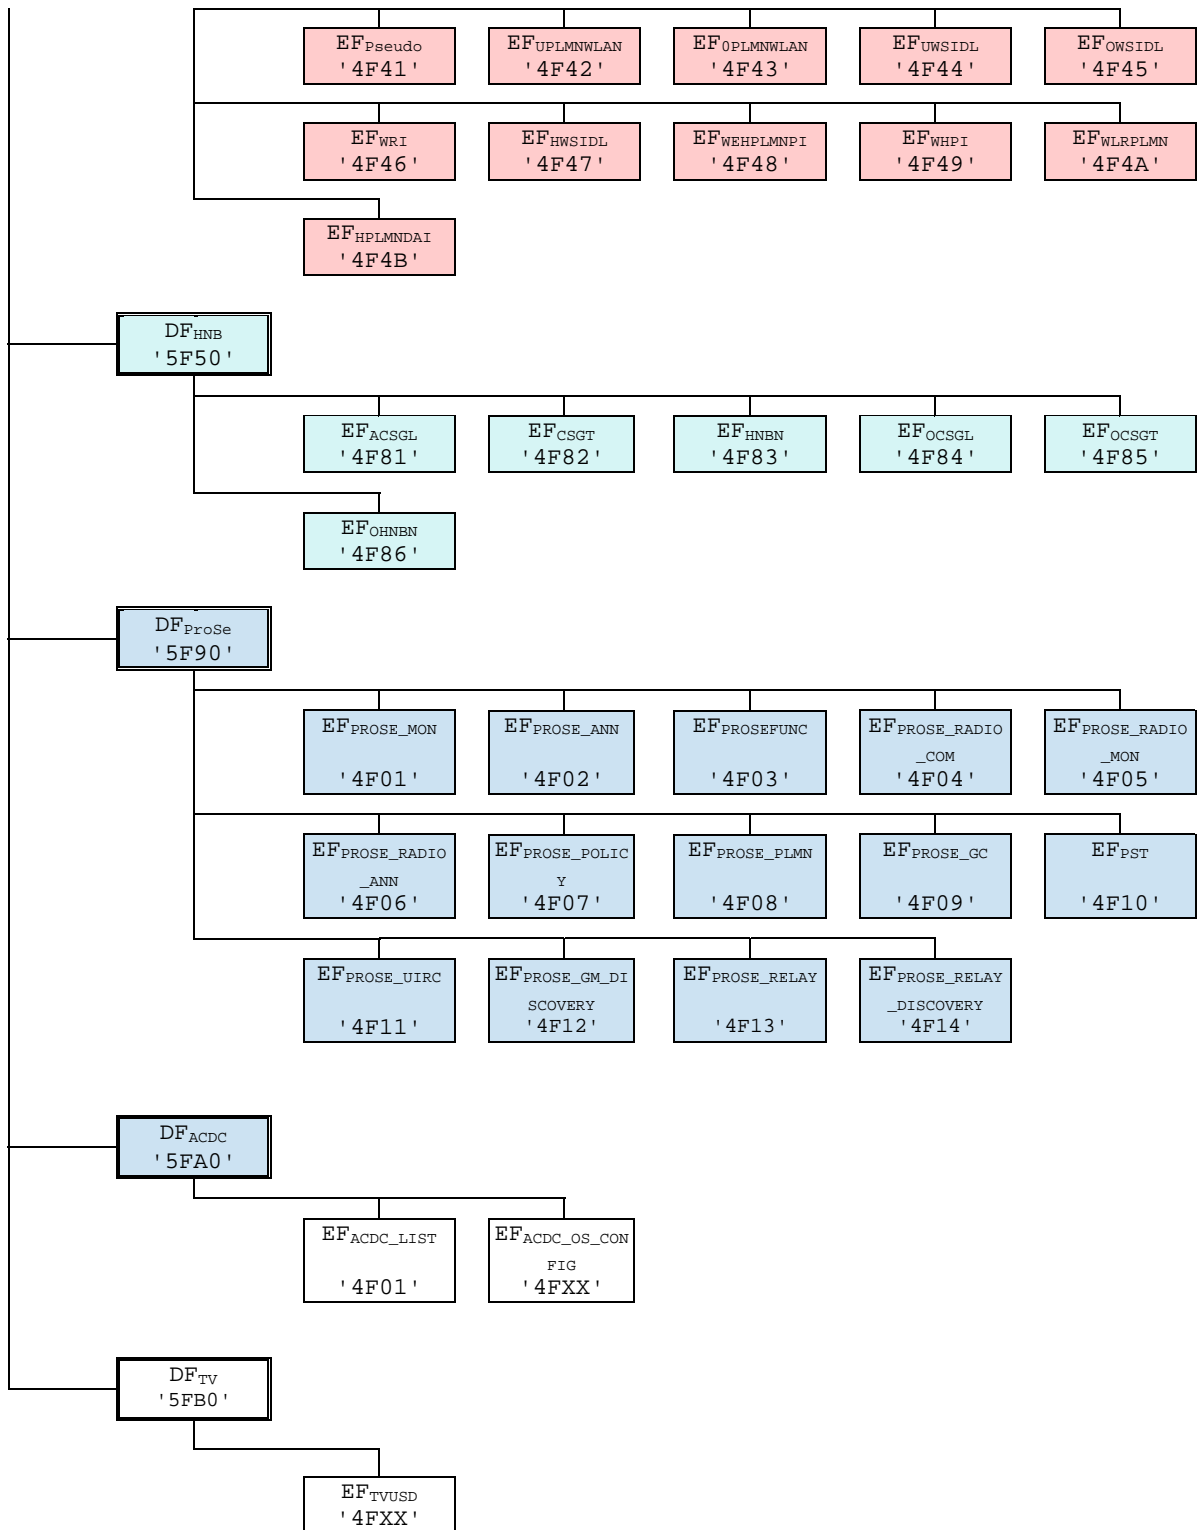 EFPseudo
'4F41'
EFUPLMNWLAN
'4F42'
EF0PLMNWLAN
'4F43'
EFUWSIDL
'4F44'
EFOWSIDL
'4F45'
EFWRI
'4F46'
EFHWSIDL
'4F47'
EFWEHPLMNPI
'4F48'
EFWHPI
'4F49'
EFWLRPLMN
'4F4A'
EFHPLMNDAI
'4F4B'
DFHNB
'5F50'
EFACSGL
'4F81'
EFCSGT
'4F82'
EFHNBN
'4F83'
EFOCSGL
'4F84'
EFOCSGT
'4F85'
EFOHNBN
'4F86'
DFProSe
'5F90'
EFPROSE_MON
'4F01'
EFPROSE_ANN
'4F02'
EFPROSEFUNC
'4F03'
EFPROSE_RADIO
_COM
'4F04'
EFPROSE_RADIO
_MON
'4F05'
EFPROSE_RADIO
_ANN
'4F06'
EFPROSE_POLIC
Y
'4F07'
EFPROSE_PLMN
'4F08'
EFPROSE_GC
'4F09'
EFPST
'4F10'
EFPROSE_UIRC
'4F11'
EFPROSE_GM_DI
SCOVERY
'4F12'
EFPROSE_RELAY
'4F13'
EFPROSE_RELAY
_DISCOVERY
'4F14'
DFACDC
'5FA0'
EFACDC_LIST
'4F01'
EFACDC_OS_CON
FIG
'4FXX'
DFTV
'5FB0'
EFTVUSD
'4FXX'